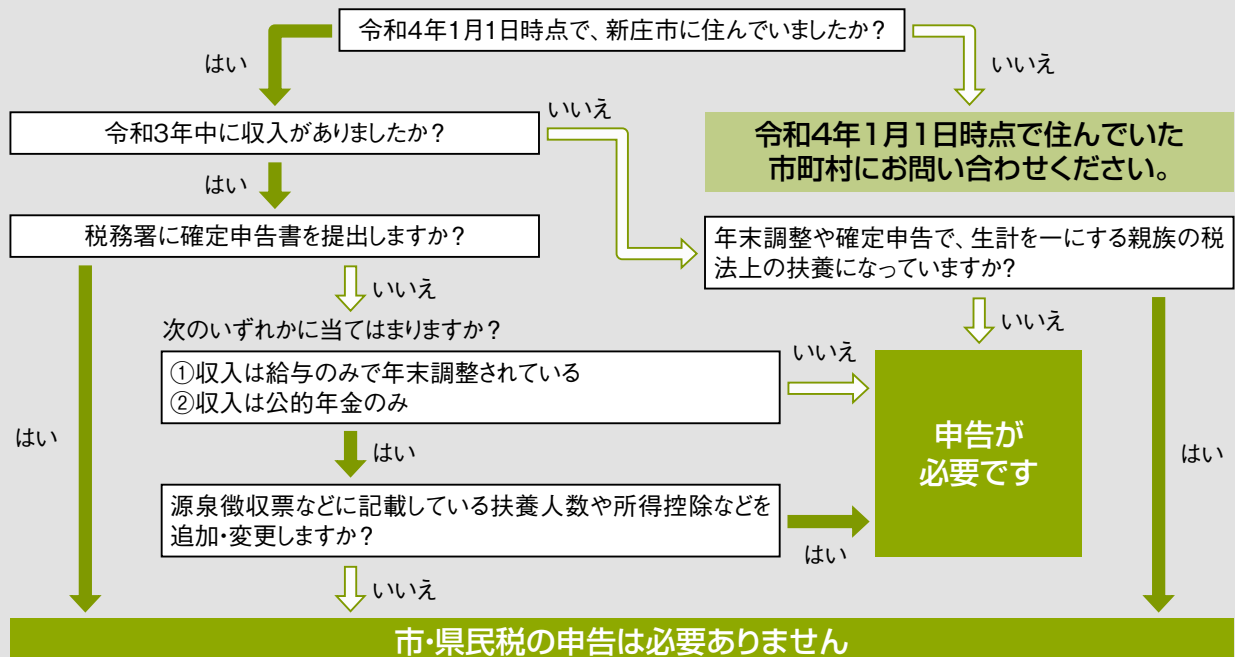 令和4年1月1日時点で、新庄市に住んでいましたか？
はい
いいえ
令和3年中に収入がありましたか？
いいえ
令和4年1月1日時点で住んでいた
市町村にお問い合わせください。
はい
税務署に確定申告書を提出しますか？
年末調整や確定申告で、生計を一にする親族の税
法上の扶養になっていますか？
いいえ
いいえ
次のいずれかに当てはまりますか？
①収入は給与のみで年末調整されている
②収入は公的年金のみ
いいえ
はい
申告が
必要です
はい
はい
源泉徴収票などに記載している扶養人数や所得控除などを
追加・変更しますか？
はい
いいえ
市・県民税の申告は必要ありません